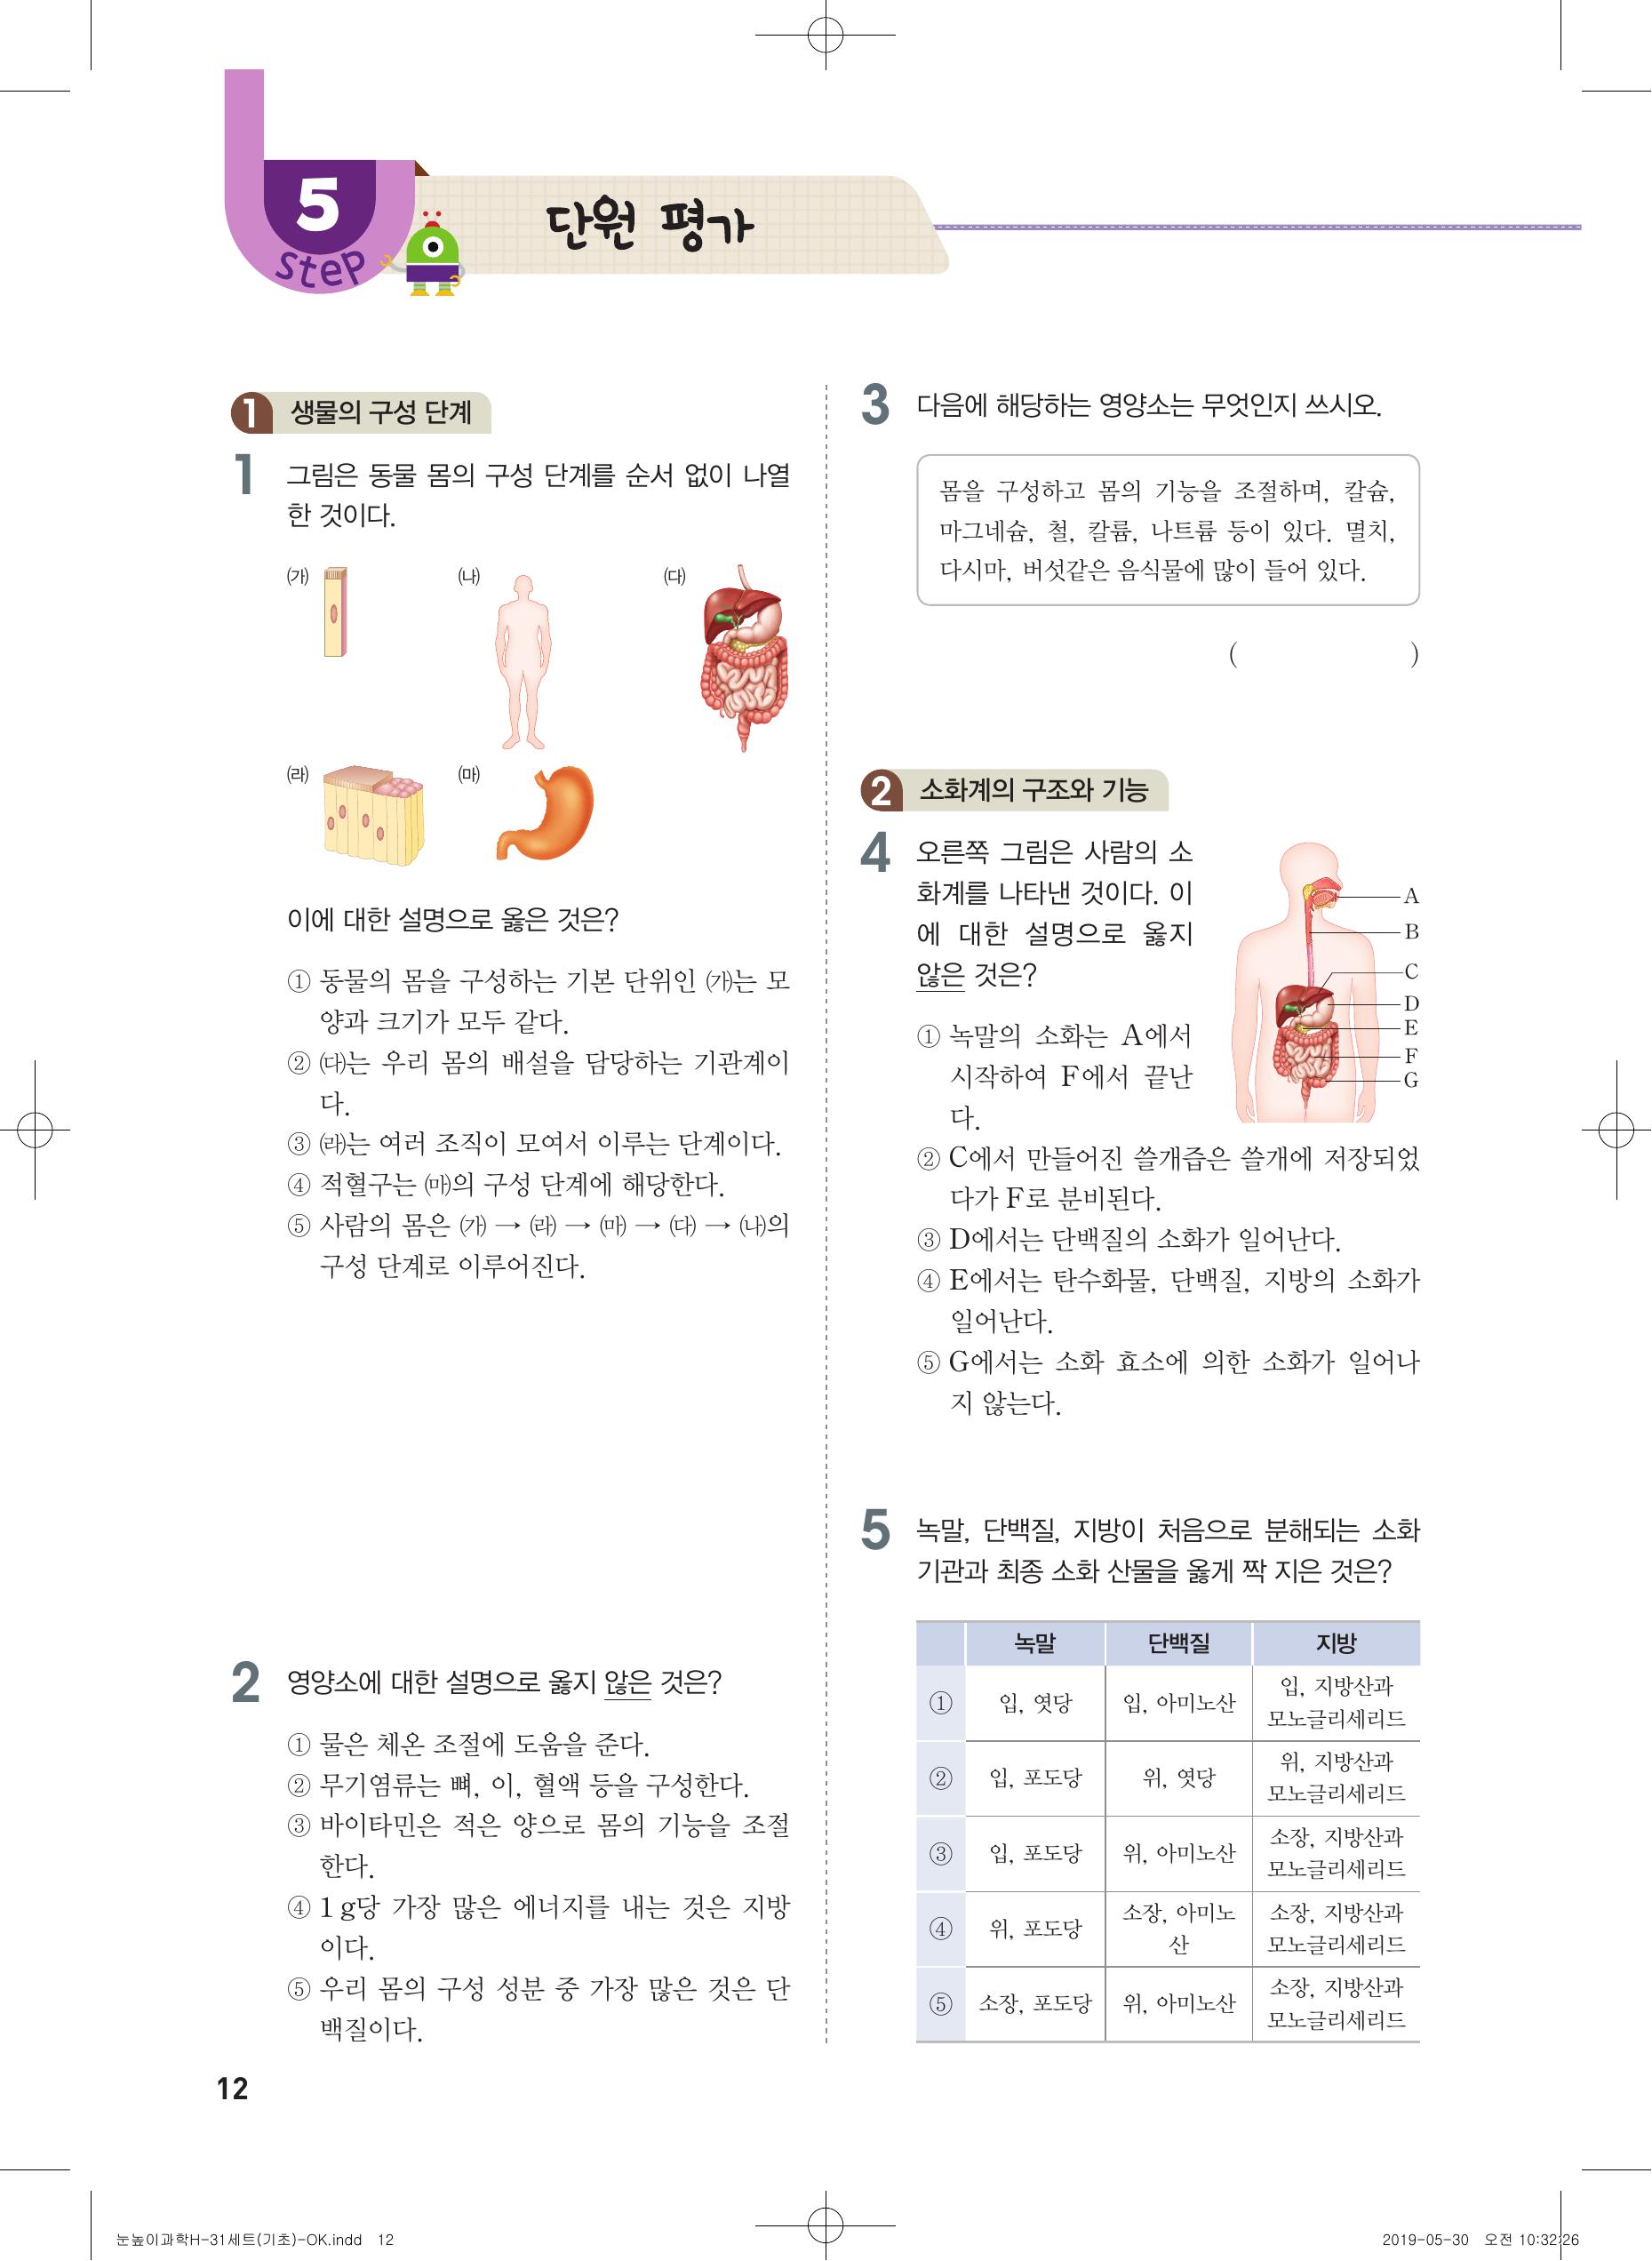 5
step
단원 평가
1 생물의 구성 단계
1 그림은 동물 몸의 구성 단계를 순서 없이 나열
한 것이다.
㈎ ㈏ ㈐
㈑ ㈒
이에 대한 설명으로 옳은 것은?
① 동물의 몸을 구성하는 기본 단위인 ㈎는 모
양과 크기가 모두 같다.
② ㈐는 우리 몸의 배설을 담당하는 기관계이
다.
③ ㈑는 여러 조직이 모여서 이루는 단계이다.
④ 적혈구는 ㈒의 구성 단계에 해당한다.
⑤ 사람의 몸은 ㈎ → ㈑ → ㈒ → ㈐ → ㈏의
구성 단계로 이루어진다.
2 영양소에 대한 설명으로 옳지 않은 것은?
① 물은 체온 조절에 도움을 준다.
② 무기염류는 뼈, 이, 혈액 등을 구성한다.
③ 바이타민은 적은 양으로 몸의 기능을 조절
한다.
④ 1 g당 가장 많은 에너지를 내는 것은 지방
이다.
⑤ 우리 몸의 구성 성분 중 가장 많은 것은 단
백질이다.
3 다음에 해당하는 영양소는 무엇인지 쓰시오.
몸을 구성하고 몸의 기능을 조절하며, 칼슘,
마그네슘, 철, 칼륨, 나트륨 등이 있다. 멸치,
다시마, 버섯같은 음식물에 많이 들어 있다.
( )
2 소화계의 구조와 기능
4 오른쪽 그림은 사람의 소
화계를 나타낸 것이다. 이
에 대한 설명으로 옳지
않은 것은?
A
B
C
D
E
F
G
① 녹말의 소화는 A에서
시작하여 F에서 끝난
다.
② C에서 만들어진 쓸개즙은 쓸개에 저장되었
다가 F로 분비된다.
③ D에서는 단백질의 소화가 일어난다.
④ E에서는 탄수화물, 단백질, 지방의 소화가
일어난다.
⑤ G에서는 소화 효소에 의한 소화가 일어나
지 않는다.
5 녹말, 단백질, 지방이 처음으로 분해되는 소화
기관과 최종 소화 산물을 옳게 짝 지은 것은?
녹말 단백질 지방
① 입, 엿당 입, 아미노산 입, 지방산과
모노글리세리드
② 입, 포도당 위, 엿당 위, 지방산과
모노글리세리드
③ 입, 포도당 위, 아미노산 소장, 지방산과
모노글리세리드
④ 위, 포도당 소장, 아미노
산 소장, 지방산과
모노글리세리드
⑤ 소장, 포도당 위, 아미노산 소장, 지방산과
모노글리세리드
12
눈높이과학H-31세트(기초)-OK.indd 12
2019-05-30 오전 10:32:26